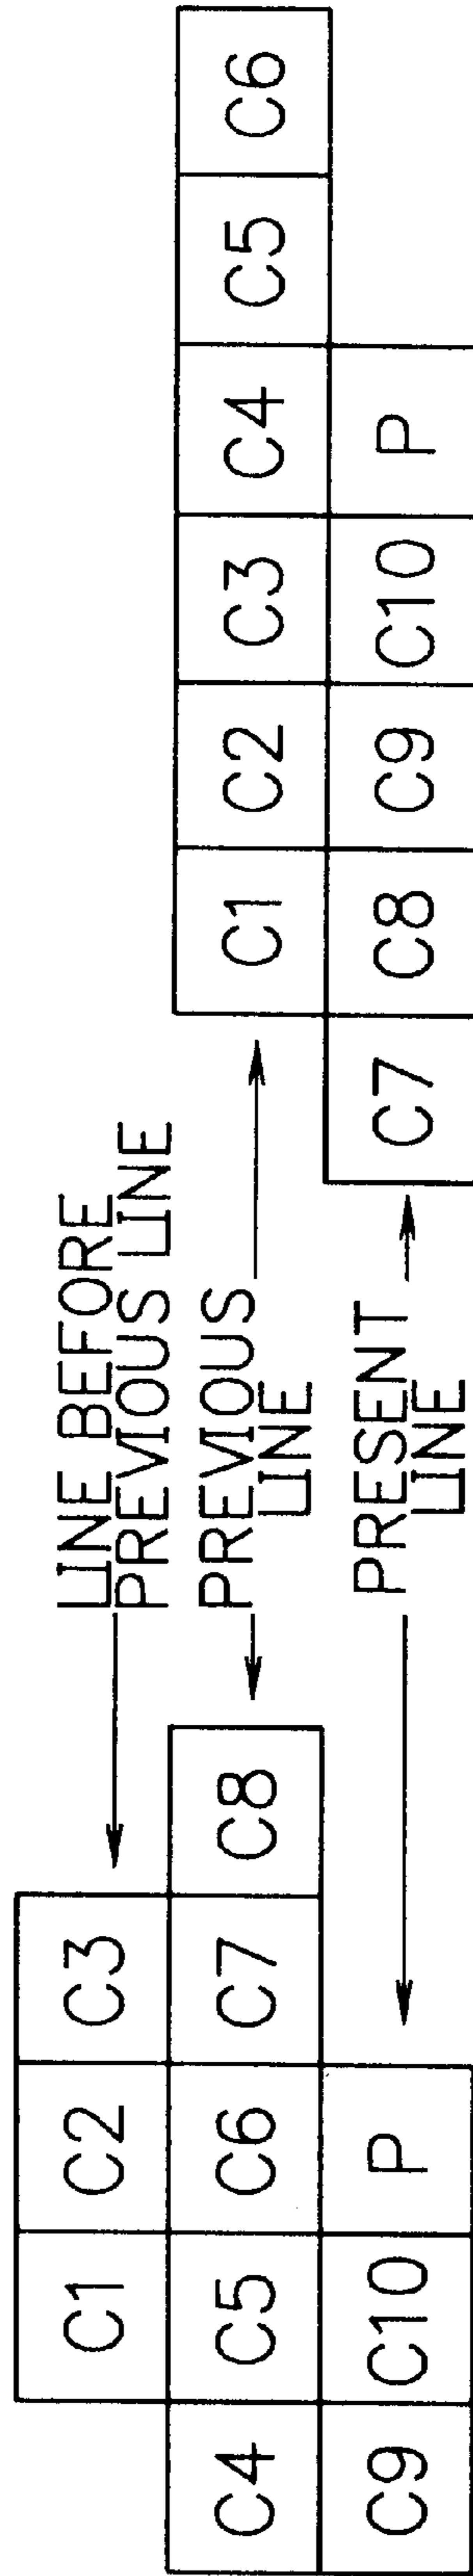 C1 C2 C3
C4 C5 C6 C7 C8
C9 C10 P
LINE BEFORE
PREVIOUS LINE
PREVIOUS
LINE
PRESENT
LINE
C1 C2 C3 C4 C5 C6
C7 C8 C9 C10 P